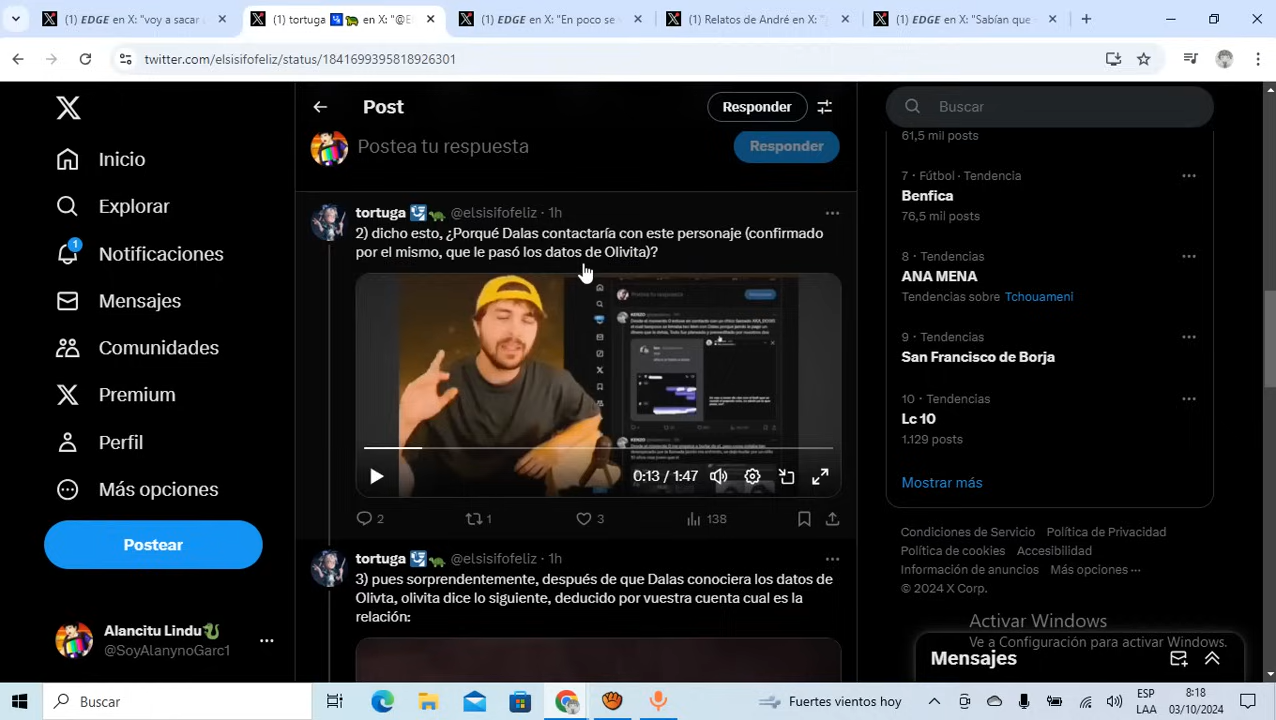 (1) EDGE en X: "voy a sacar
(1) tortuga en X: "@El
(1) EDGE en X: "En poco se v
(1) Relatos de André en X: "
(1) EDGE en X: "Sabían que
twitter.com/elsisifofeliz/status/1841699395818926301
Inicio
Explorar
1
Notificaciones
Mensajes
Comunidades
Premium
Perfil
Más opciones
Postear
Alancitu Lindu
@SoyAlanynoGarc1
Post
Responder
Postea tu respuesta
Responder
tortuga @elsisifofeliz · 1h
2) dicho esto, ¿Porqué Dalas contactaría con este personaje (confirmado
por el mismo, que le pasó los datos de Olivita)?
0:13 / 1:47
2
1
3
138
tortuga @elsisifofeliz · 1h
3) pues sorprendentemente, después de que Dalas conociera los datos de
Olivta, olivita dice lo siguiente, deducido por vuestra cuenta cual es la
relación:
Buscar
61,5 mil posts
7 · Fútbol · Tendencia
Benfica
76,5 mil posts
8 · Tendencias
ANA MENA
Tendencias sobre Tchouameni
9 · Tendencias
San Francisco de Borja
10 · Tendencias
Lc 10
1.129 posts
Mostrar más
Condiciones de Servicio Política de Privacidad
Política de cookies Accesibilidad
Información de anuncios Más opciones ···
© 2024 X Corp.
Activar Windows
Ve a Configuración para activar Windows.
Mensajes
Buscar
Fuertes vientos hoy
ESP
LAA
8:18
03/10/2024